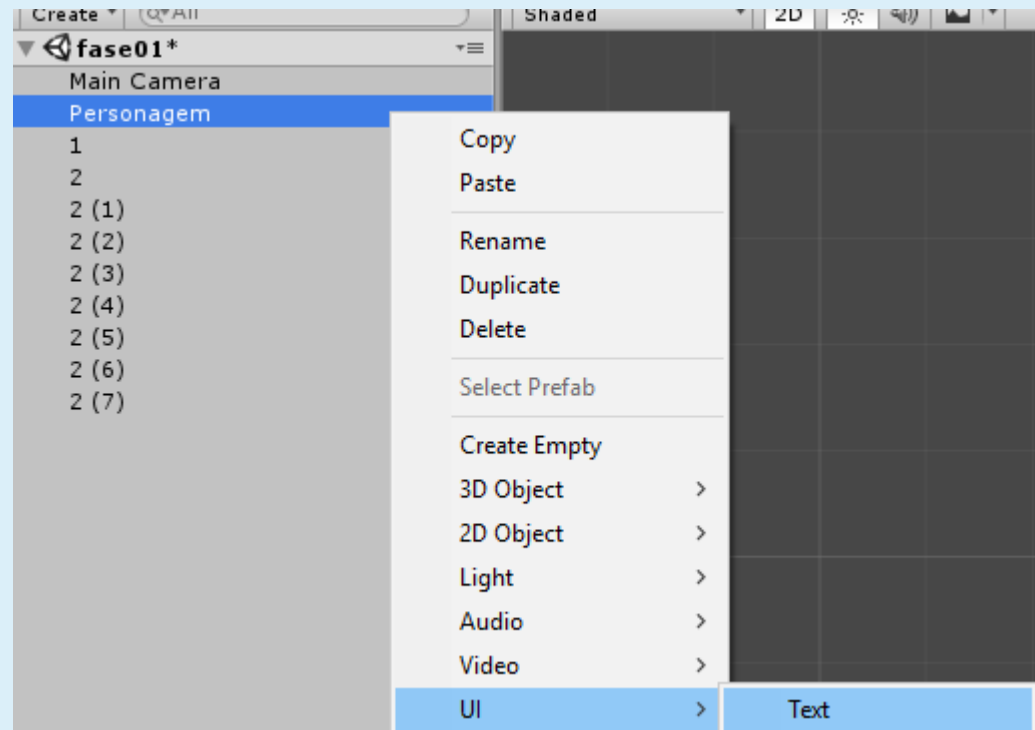 Create All Shaded 2D
fase01*
Main Camera
Personagem
1
2
2 (1)
2 (2)
2 (3)
2 (4)
2 (5)
2 (6)
2 (7)
Copy
Paste
Rename
Duplicate
Delete
Select Prefab
Create Empty
3D Object
2D Object
Light
Audio
Video
UI
Text